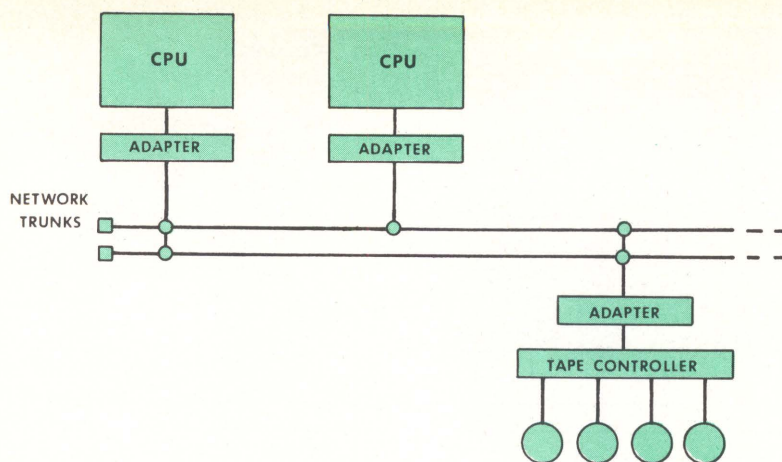 CPU
CPU
ADAPTER
ADAPTER
NETWORK
TRUNKS
ADAPTER
TAPE CONTROLLER